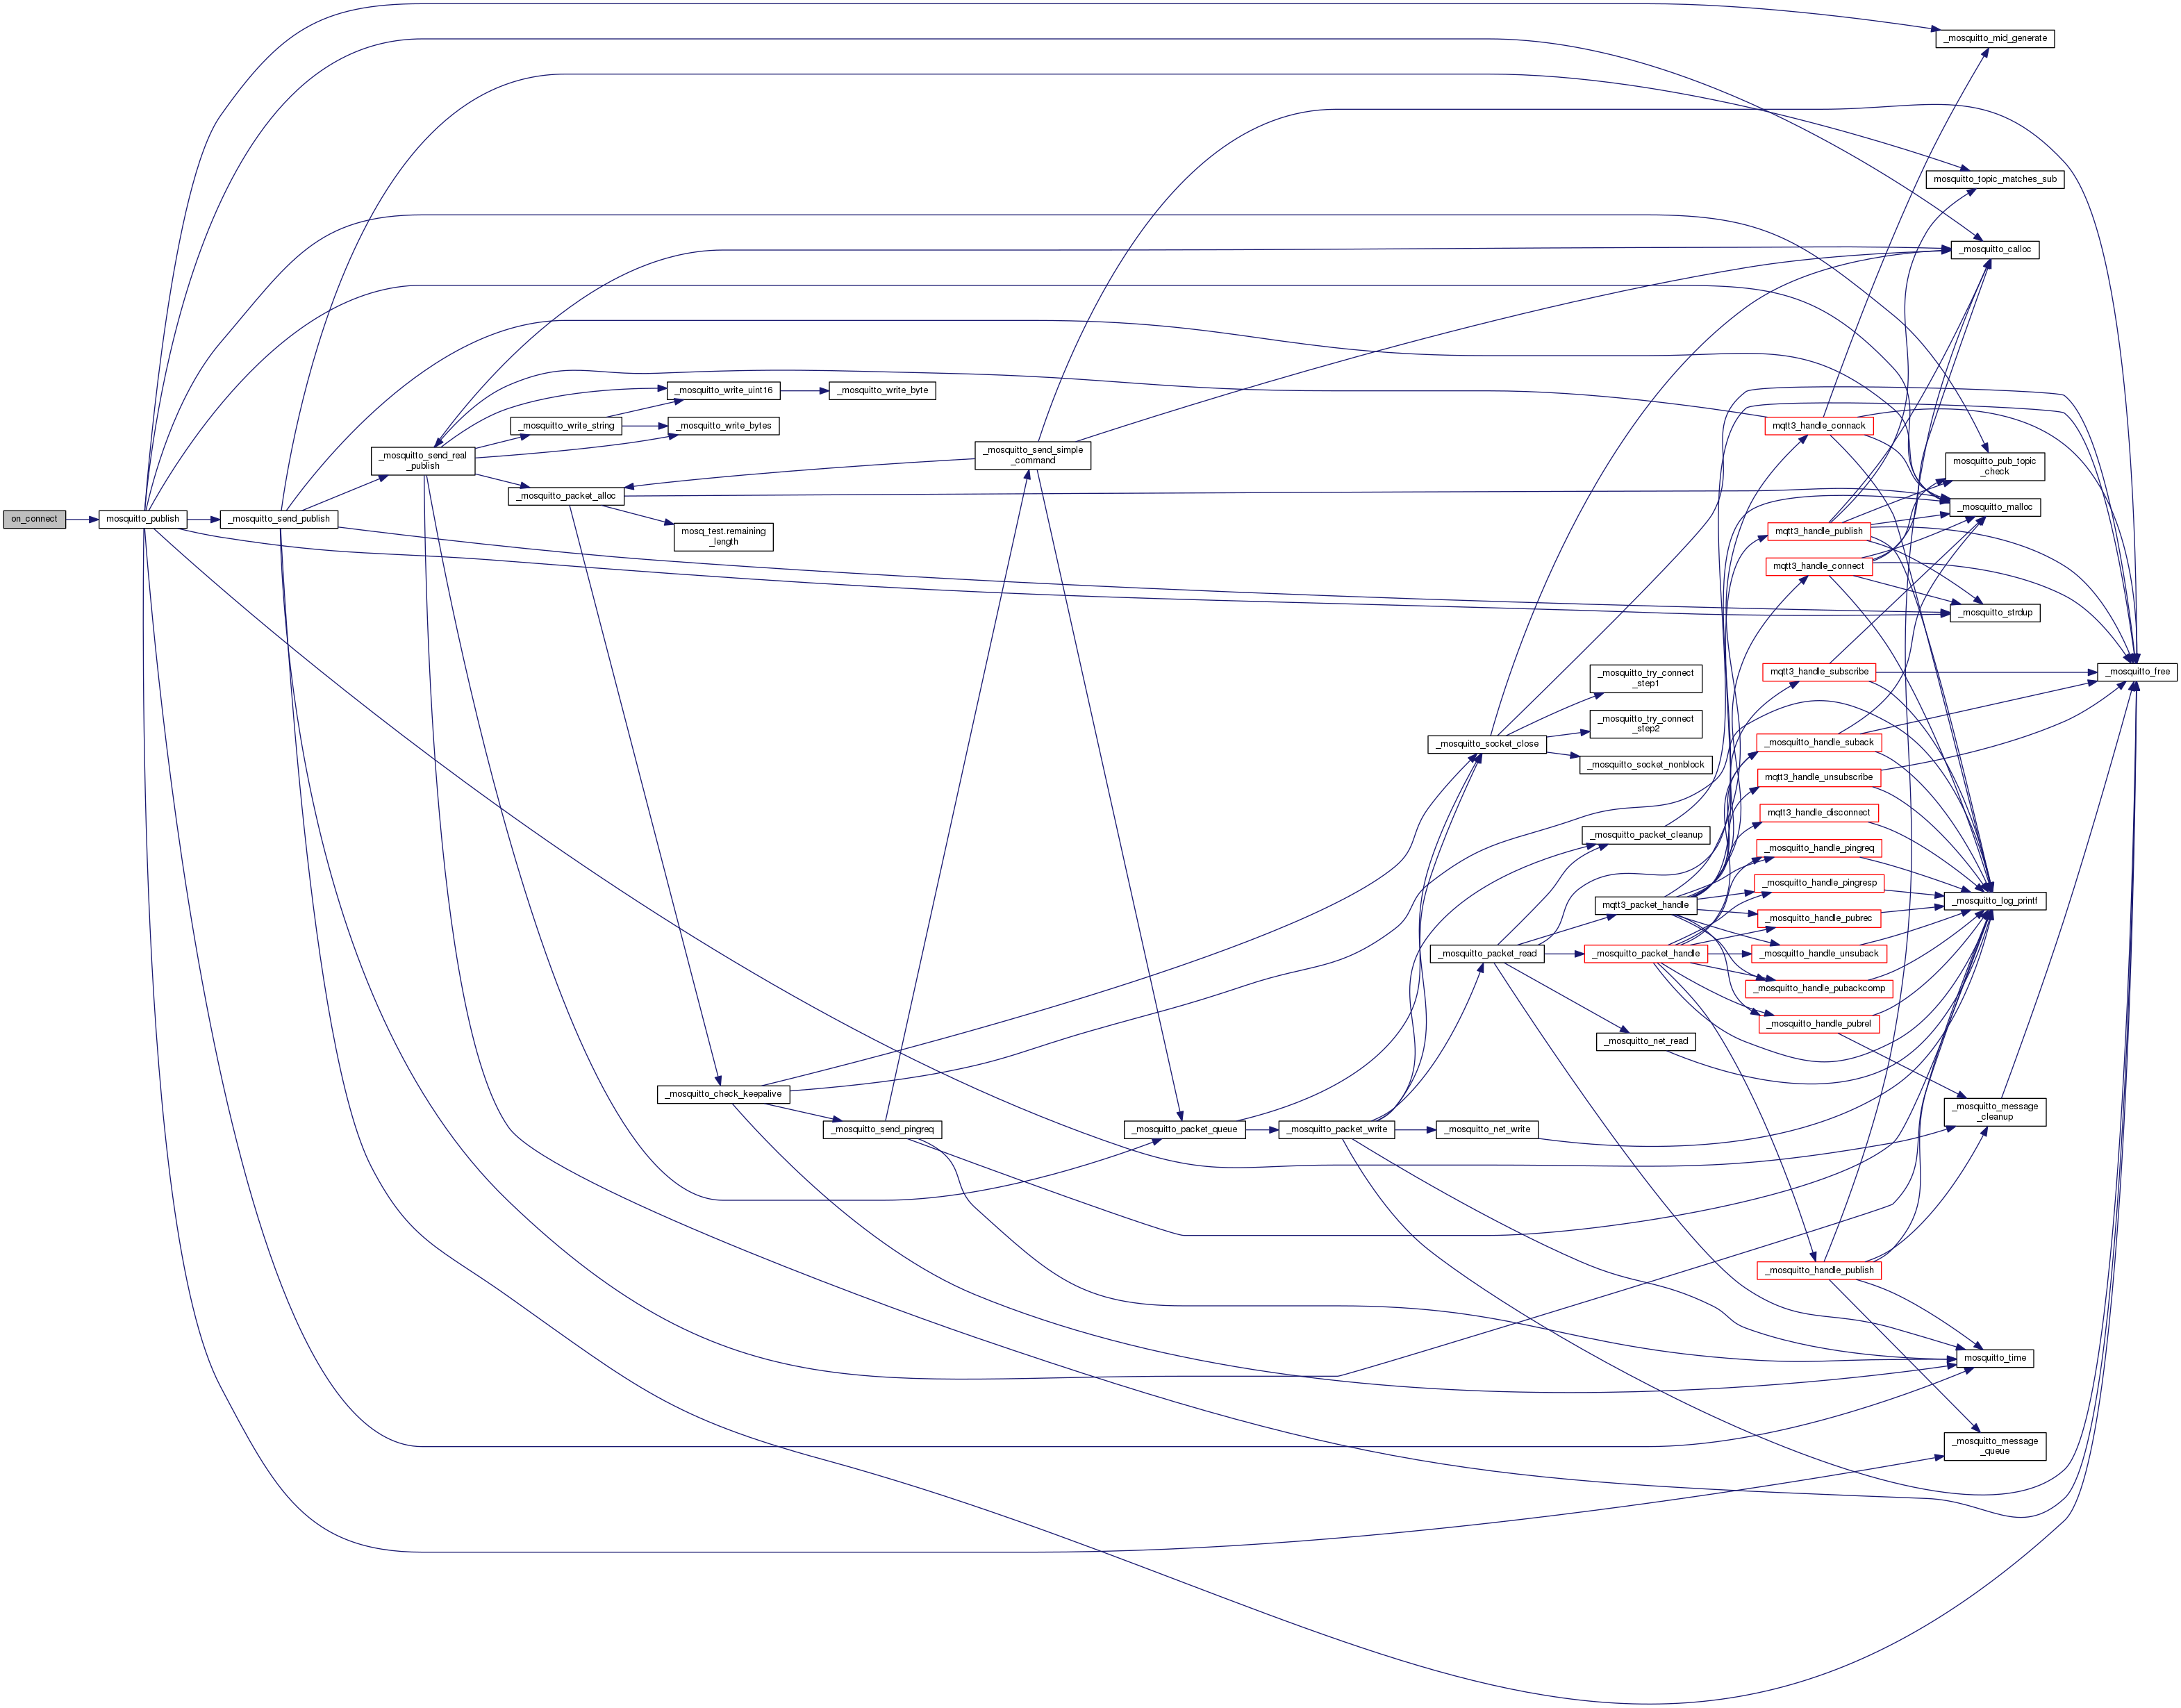 on_connect
mosquitto_publish
_mosquitto_send_publish
_mosquitto_send_real
_publish
_mosquitto_write_uint16
_mosquitto_write_byte
_mosquitto_write_string
_mosquitto_write_bytes
_mosquitto_packet_alloc
mosq_test.remaining
_length
_mosquitto_check_keepalive
_mosquitto_send_pingreq
_mosquitto_send_simple
_command
_mosquitto_packet_queue
_mosquitto_packet_write
_mosquitto_net_write
_mosquitto_socket_close
_mosquitto_packet_read
_mosquitto_try_connect
_step1
_mosquitto_try_connect
_step2
_mosquitto_socket_nonblock
_mosquitto_packet_cleanup
mqtt3_packet_handle
_mosquitto_packet_handle
_mosquitto_net_read
mqtt3_handle_connack
mqtt3_handle_publish
mqtt3_handle_connect
mqtt3_handle_subscribe
_mosquitto_handle_suback
mqtt3_handle_unsubscribe
mqtt3_handle_disconnect
_mosquitto_handle_pingreq
_mosquitto_handle_pingresp
_mosquitto_handle_pubrec
_mosquitto_handle_unsuback
_mosquitto_handle_pubackcomp
_mosquitto_handle_pubrel
_mosquitto_handle_publish
_mosquitto_mid_generate
mosquitto_topic_matches_sub
_mosquitto_calloc
mosquitto_pub_topic
_check
_mosquitto_malloc
_mosquitto_strdup
_mosquitto_free
_mosquitto_log_printf
_mosquitto_message
_cleanup
mosquitto_time
_mosquitto_message
_queue